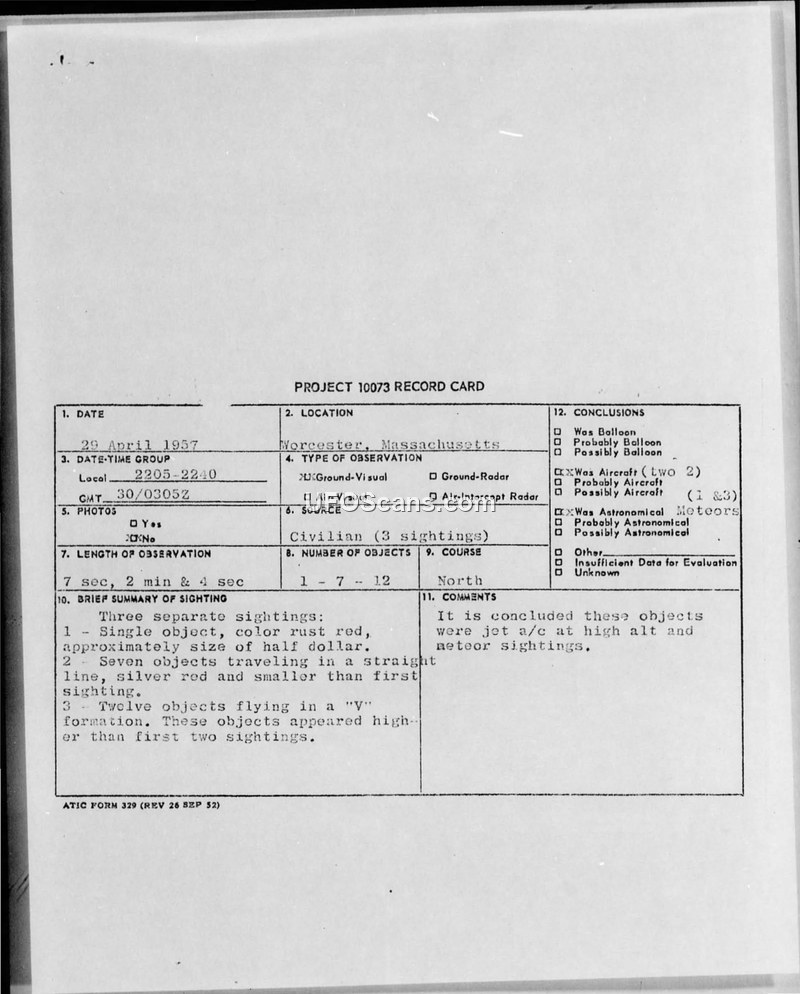 PROJECT 10073 RECORD CARD
1. DATE
29 April 1957
2. LOCATION
Worcester, Massachusetts
3. DATE-TIME GROUP
Local 2205-2240
GMT 30/0305Z
4. TYPE OF OBSERVATION
Ground-Visual
Ground-Radar
Air-Visual
Air-Intercept Radar
5. PHOTOS
Yes
No
6. SOURCE
Civilian (3 sightings)
7. LENGTH OF OBSERVATION
7 sec, 2 min & 4 sec
8. NUMBER OF OBJECTS
1 - 7 - 12
9. COURSE
North
10. BRIEF SUMMARY OF SIGHTING
Three separate sightings:
1 - Single object, color rust red,
approximately size of half dollar.
2 - Seven objects traveling in a straight
line, silver red and smaller than first
sighting.
3 - Twelve objects flying in a "V"
formation. These objects appeared high-
er than first two sightings.
11. COMMENTS
It is concluded these objects
were jet a/c at high alt and
meteor sightings.
12. CONCLUSIONS
Was Balloon
Probably Balloon
Possibly Balloon
Was Aircraft (two 2)
Probably Aircraft
Possibly Aircraft (1 &3)
Was Astronomical Meteors
Probably Astronomical
Possibly Astronomical
Other
Insufficient Data for Evaluation
Unknown
ATIC FORM 329 (REV 26 SEP 52)
UFOScans.com